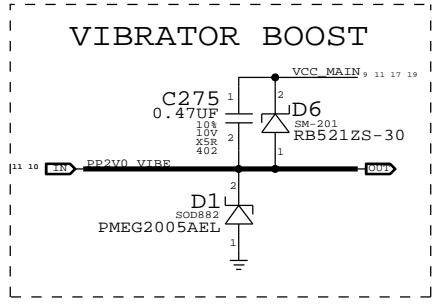 VIBRATOR BOOST
VCC_MAIN 9 11 17 19
C275 1
0.47UF
10%
10V
X5R
402
2
2
D6
SM-201
RB521ZS-30
1
11 10 IN PP2V0_VIBE OUT
2
D1
SOD882
PMEG2005AEL
1